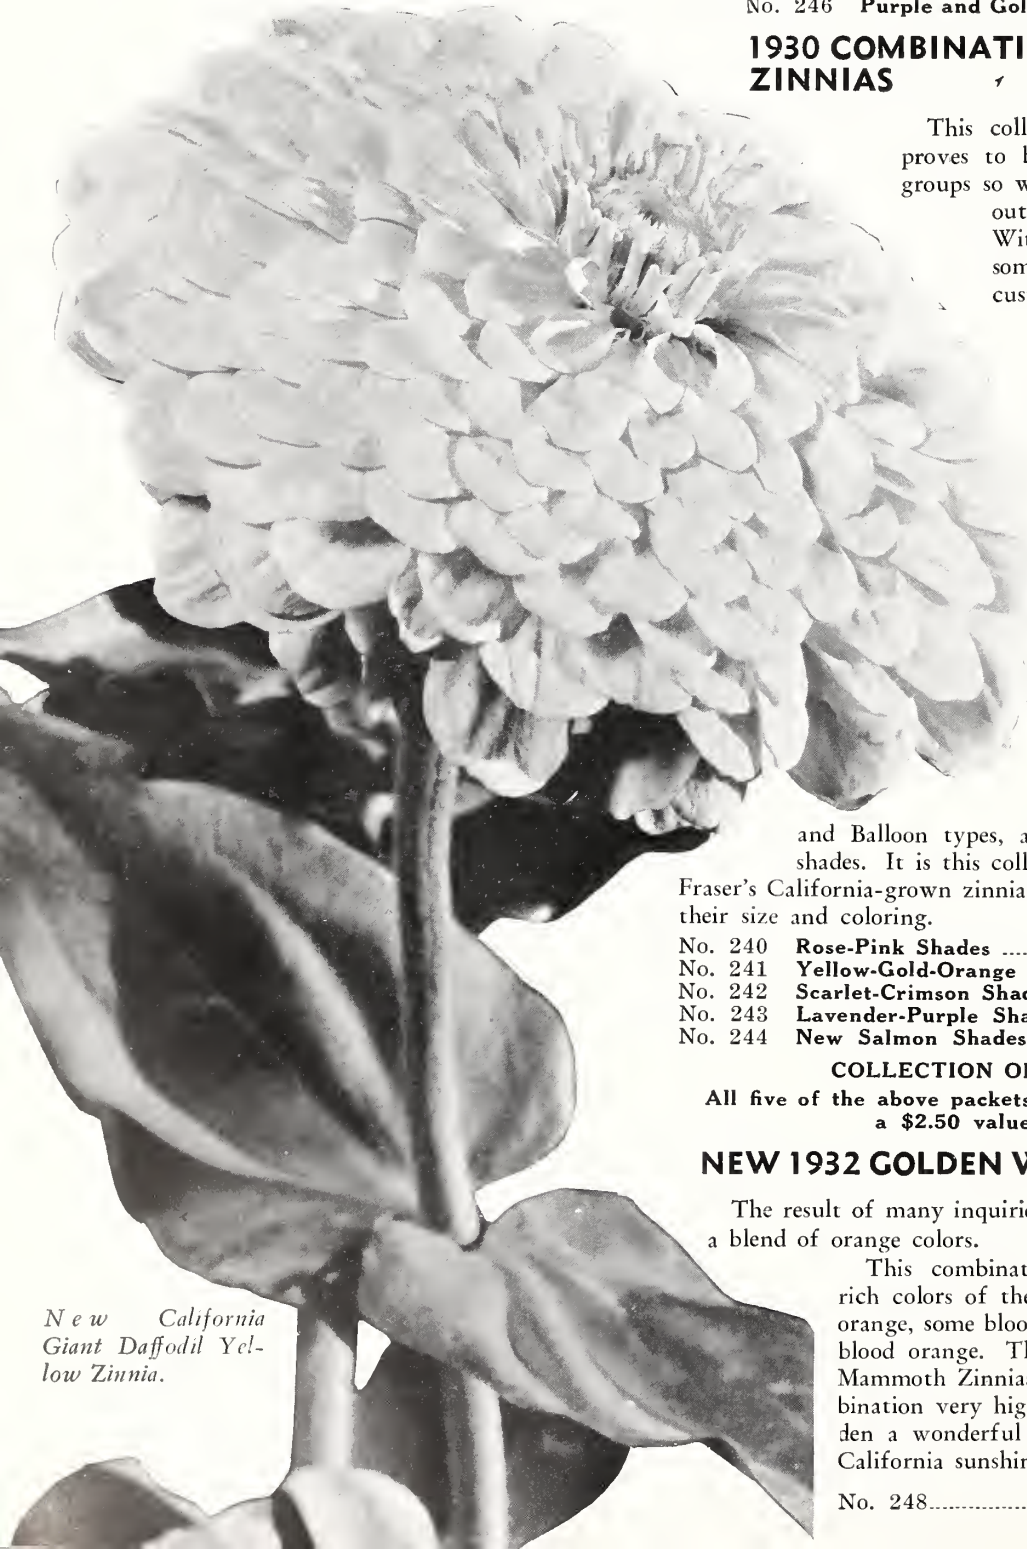 No. 246 Purple and Gol
1930 COMBINATI
ZINNIAS
This coll
proves to
groups so w
out
Wi
som
cus
and Balloon types, a
shades. It is this coll
Fraser's California-grown zinnia
their size and coloring.
No. 240 Rose-Pink Shades ....
No. 241 Yellow-Gold-Orange
No. 242 Scarlet-Crimson Shad
No. 243 Lavender-Purple Sha
No. 244 New Salmon Shades
COLLECTION O
All five of the above packets
a $2.50 value
NEW 1932 GOLDEN
The result of many inquirie
a blend of orange colors.
This combinat
rich colors of the
orange, some bloo
blood orange. Th
Mammoth Zinnia
bination very hig
den a wonderful
California sunshin
No. 248...............
New California
Giant Daffodil Yel-
low Zinnia.